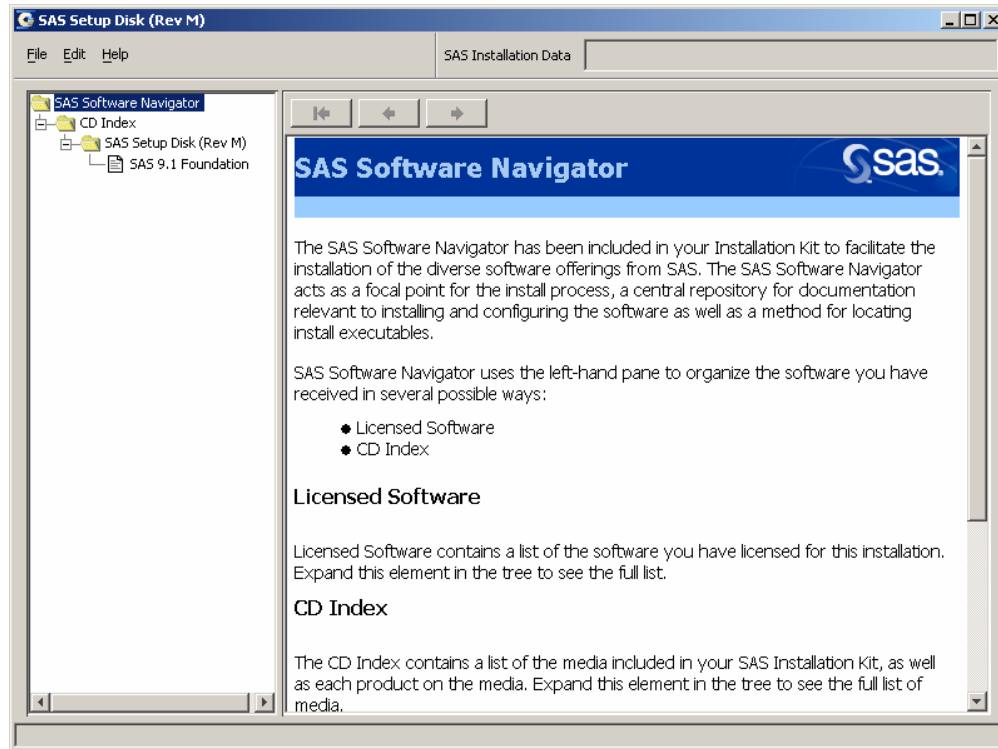 SAS Setup Disk (Rev M)
File Edit Help
SAS Installation Data
SAS Software Navigator
CD Index
SAS Setup Disk (Rev M)
SAS 9.1 Foundation
SAS Software Navigator
sas.
The SAS Software Navigator has been included in your Installation Kit to facilitate the
installation of the diverse software offerings from SAS. The SAS Software Navigator
acts as a focal point for the install process, a central repository for documentation
relevant to installing and configuring the software as well as a method for locating
install executables.
SAS Software Navigator uses the left-hand pane to organize the software you have
received in several possible ways:
● Licensed Software
● CD Index
Licensed Software
Licensed Software contains a list of the software you have licensed for this installation.
Expand this element in the tree to see the full list.
CD Index
The CD Index contains a list of the media included in your SAS Installation Kit, as well
as each product on the media. Expand this element in the tree to see the full list of
media.